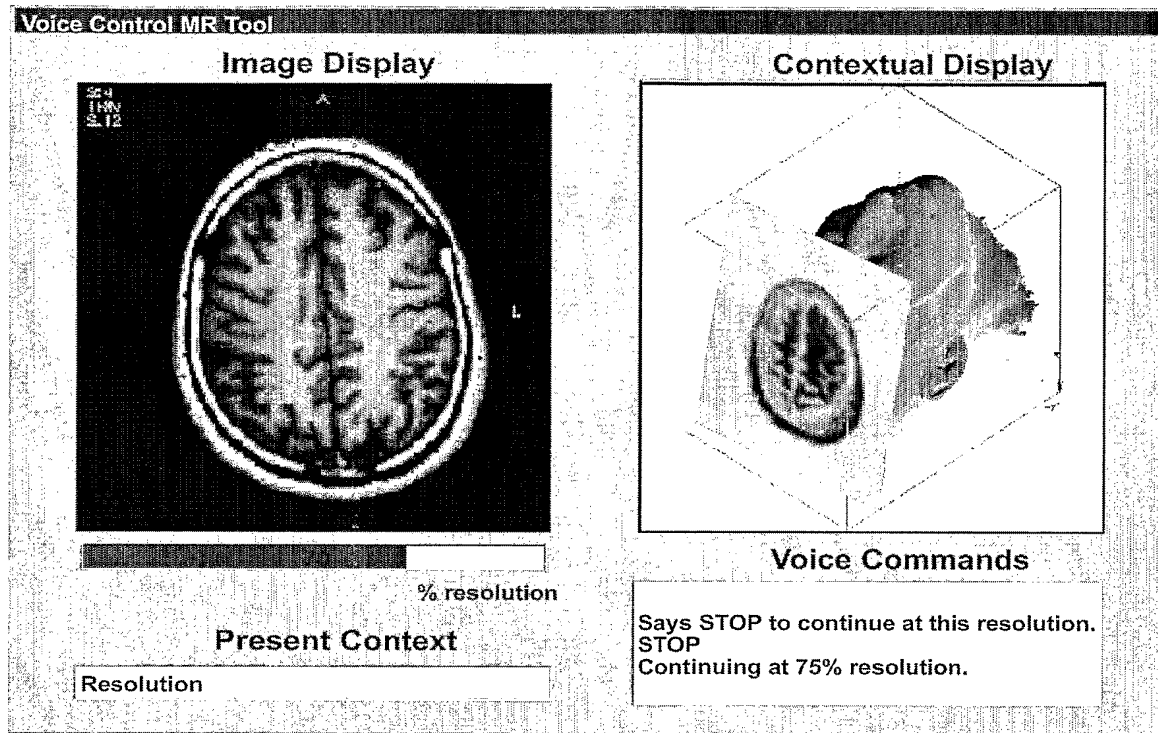 Voice Control MR Tool
Image Display
A
L
% resolution
Present Context
Resolution
Contextual Display
Voice Commands
Says STOP to continue at this resolution.
STOP
Continuing at 75% resolution.